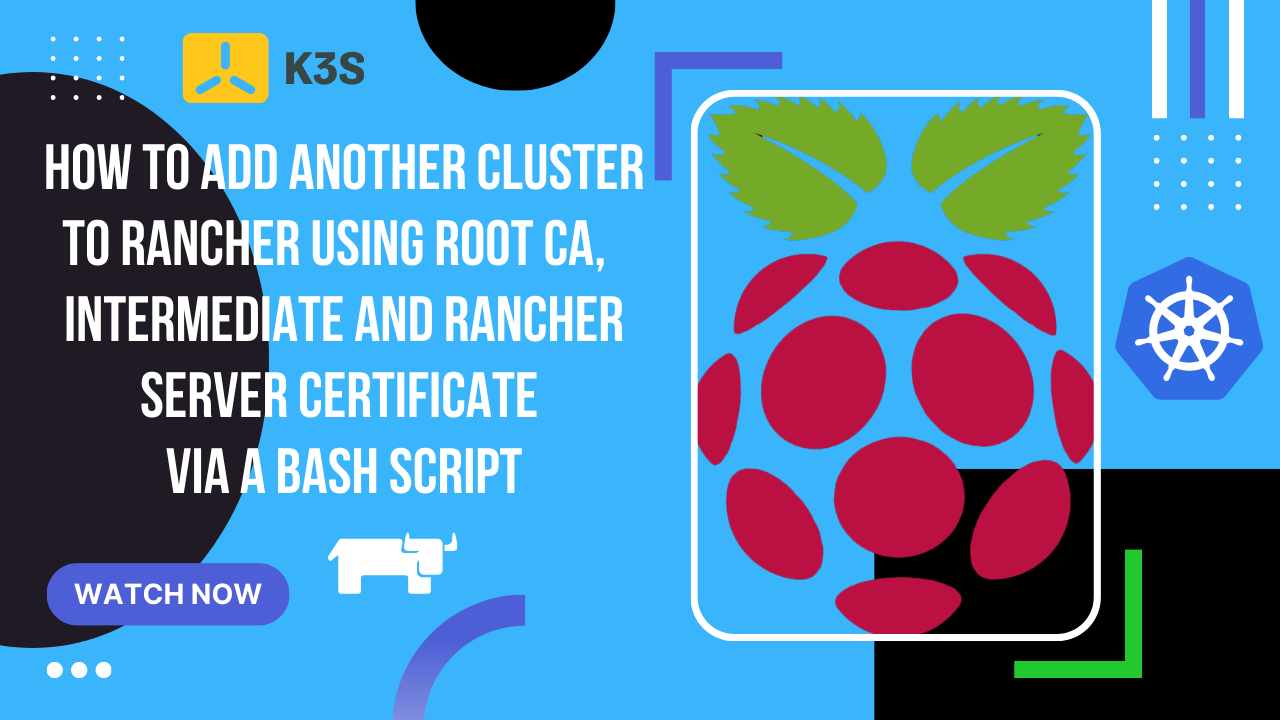 K3S
HOW TO ADD ANOTHER CLUSTER
TO RANCHER USING ROOT CA,
INTERMEDIATE AND RANCHER
SERVER CERTIFICATE
VIA A BASH SCRIPT
WATCH NOW